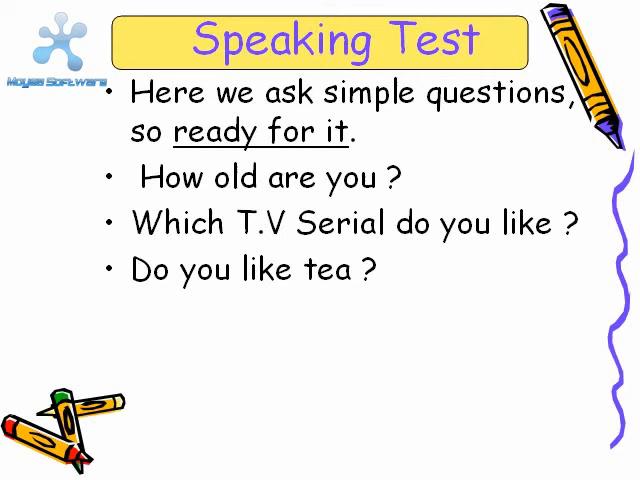 Speaking Test
Moyea Software
• Here we ask simple questions,
so ready for it.
• How old are you ?
• Which T.V Serial do you like ?
• Do you like tea ?